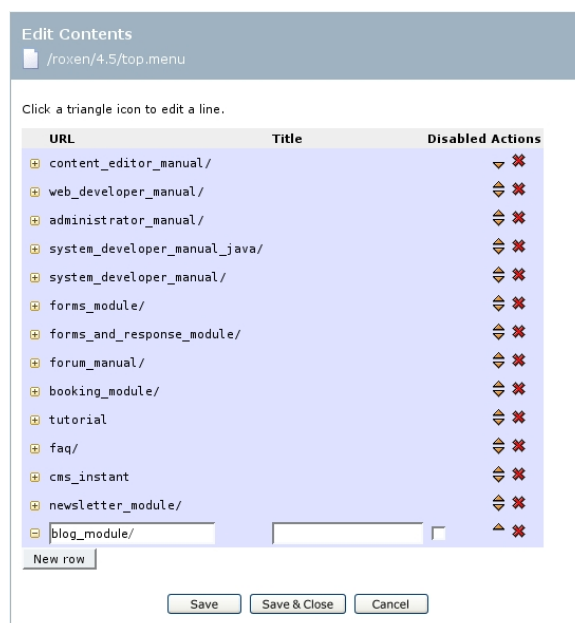 Edit Contents
/roxen/4.5/top.menu
Click a triangle icon to edit a line.
URL Title Disabled Actions
content_editor_manual/
web_developer_manual/
administrator_manual/
system_developer_manual_java/
system_developer_manual/
forms_module/
forms_and_response_module/
forum_manual/
booking_module/
tutorial
faq/
cms_instant
newsletter_module/
blog_module/
New row
Save Save & Close Cancel